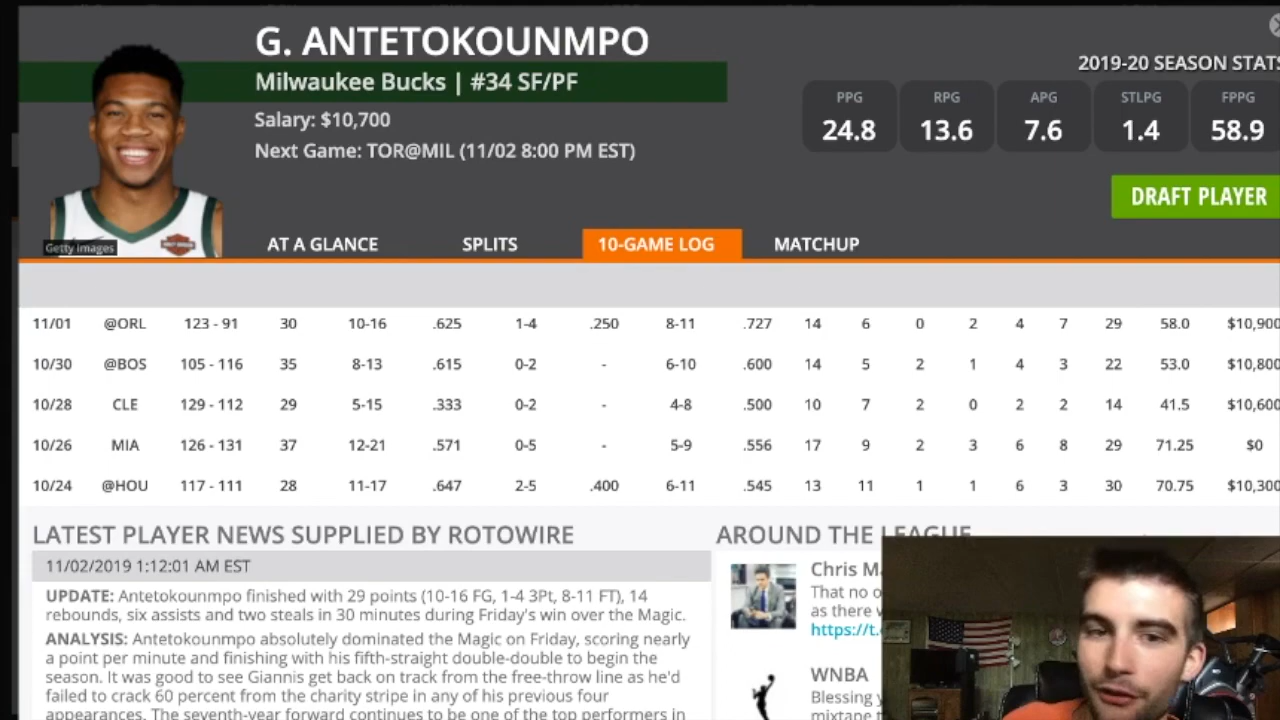 G. ANTETOKOUNMPO
Milwaukee Bucks | #34 SF/PF
Salary: $10,700
Next Game: TOR@MIL (11/02 8:00 PM EST)
2019-20 SEASON STATS
PPG RPG APG STLPG FPPG
24.8 13.6 7.6 1.4 58.9
DRAFT PLAYER
Getty images
AT A GLANCE SPLITS 10-GAME LOG MATCHUP
11/01 @ORL 123 - 91 30 10-16 .625 1-4 .250 8-11 .727 14 6 0 2 4 7 29 58.0 $10,900
10/30 @BOS 105 - 116 35 8-13 .615 0-2 - 6-10 .600 14 5 2 1 4 3 22 53.0 $10,800
10/28 CLE 129 - 112 29 5-15 .333 0-2 - 4-8 .500 10 7 2 0 2 2 14 41.5 $10,600
10/26 MIA 126 - 131 37 12-21 .571 0-5 - 5-9 .556 17 9 2 3 6 8 29 71.25 $0
10/24 @HOU 117 - 111 28 11-17 .647 2-5 .400 6-11 .545 13 11 1 1 6 3 30 70.75 $10,300
LATEST PLAYER NEWS SUPPLIED BY ROTOWIRE
11/02/2019 1:12:01 AM EST
UPDATE: Antetokounmpo finished with 29 points (10-16 FG, 1-4 3Pt, 8-11 FT), 14
rebounds, six assists and two steals in 30 minutes during Friday's win over the Magic.
ANALYSIS: Antetokounmpo absolutely dominated the Magic on Friday, scoring nearly
a point per minute and finishing with his fifth-straight double-double to begin the
season. It was good to see Giannis get back on track from the free-throw line as he'd
failed to crack 60 percent from the charity stripe in any of his previous four
appearances. The seventh-year forward continues to be one of the top performers in
AROUND THE LEAGUE
Chris
That no o
as there
https://t.
WNBA
Blessing
mixtape